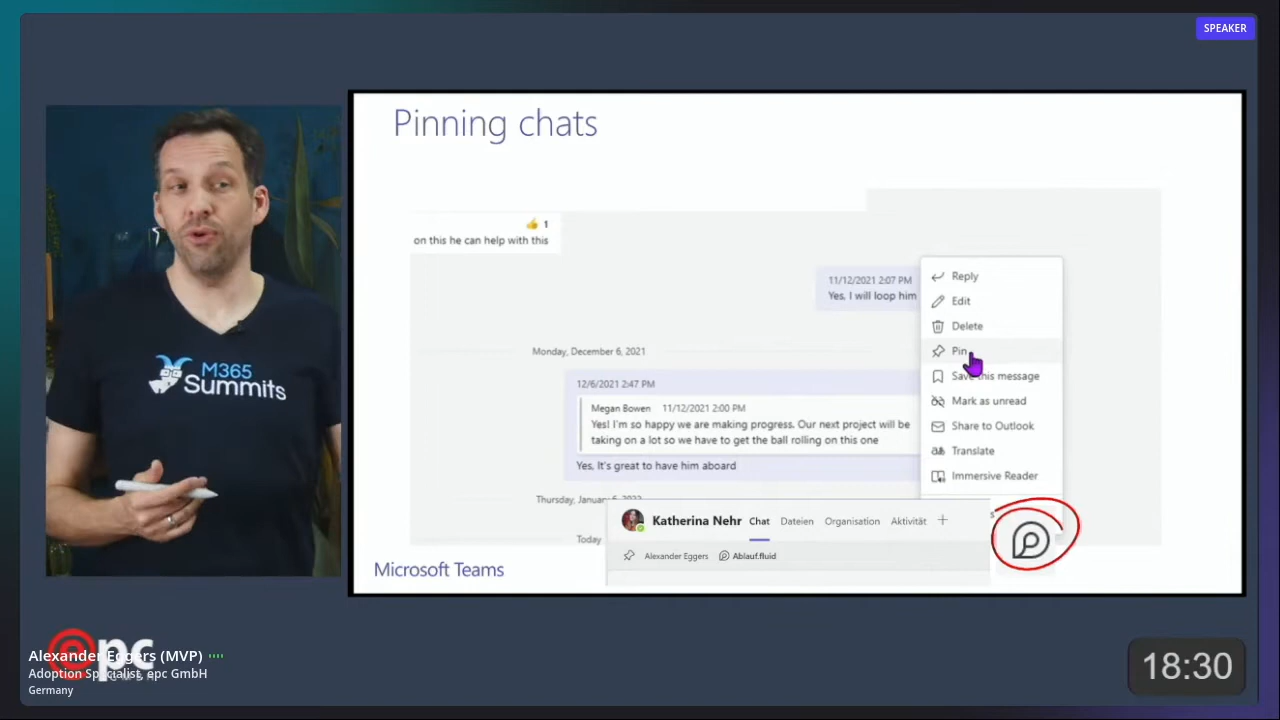 SPEAKER
Pinning chats
👍 1
on this he can help with this
11/12/2021 2:07 PM
Yes, I will loop him
Reply
Edit
Delete
Pin
Save this message
Mark as unread
Share to Outlook
Translate
Immersive Reader
Monday, December 6, 2021
12/6/2021 2:47 PM
Megan Bowen 11/12/2021 2:00 PM
Yes! I'm so happy we are making progress. Our next project will be
taking on a lot so we have to get the ball rolling on this one
Yes, It's great to have him aboard
Thursday,
Today
Katherina Nehr Chat Dateien Organisation Aktivität +
Alexander Eggers Ablauf.fluid
Microsoft Teams
M365
Summits
epc
Alexander Eggers (MVP)
Adoption Specialist, epc GmbH
Germany
18:30